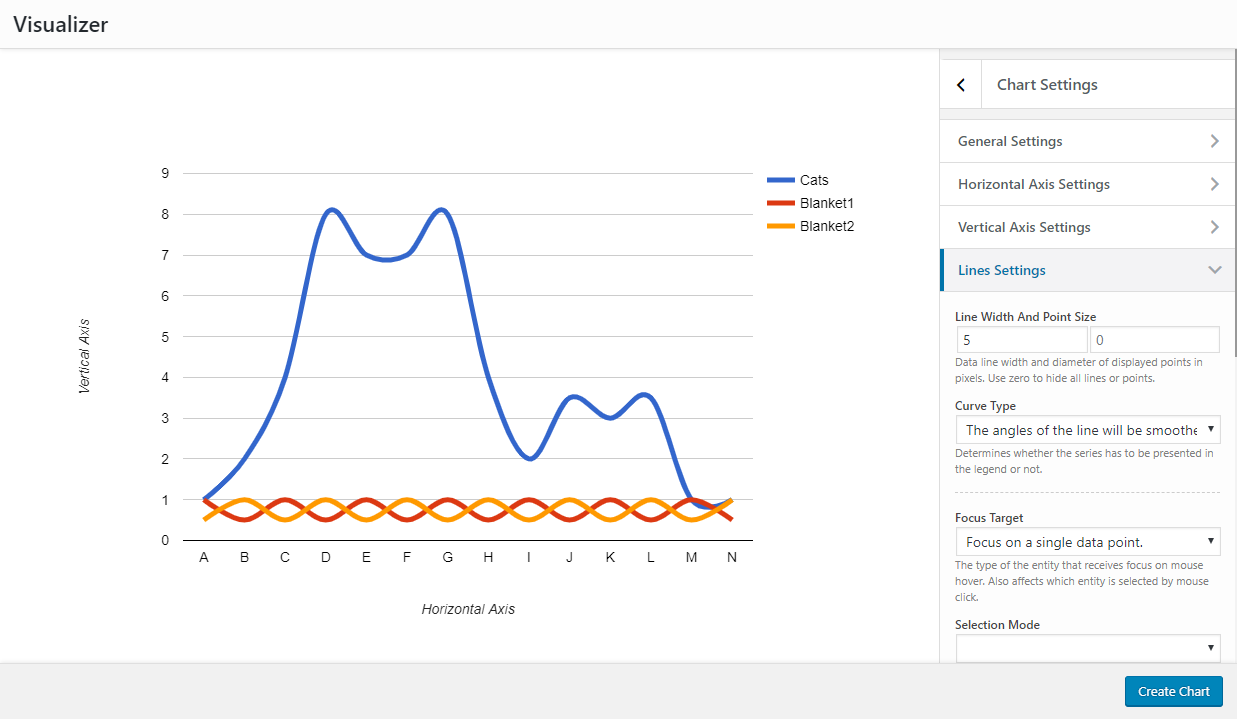 Visualizer
9
8
7
6
5
4
3
2
1
0
Vertical Axis
A B C D E F G H I J K L M N
Horizontal Axis
Cats
Blanket1
Blanket2
Chart Settings
General Settings
Horizontal Axis Settings
Vertical Axis Settings
Lines Settings
Line Width And Point Size
5 0
Data line width and diameter of displayed points in
pixels. Use zero to hide all lines or points.
Curve Type
The angles of the line will be smoothe
Determines whether the series has to be presented in
the legend or not.
Focus Target
Focus on a single data point.
The type of the entity that receives focus on mouse
hover. Also affects which entity is selected by mouse
click.
Selection Mode
Create Chart